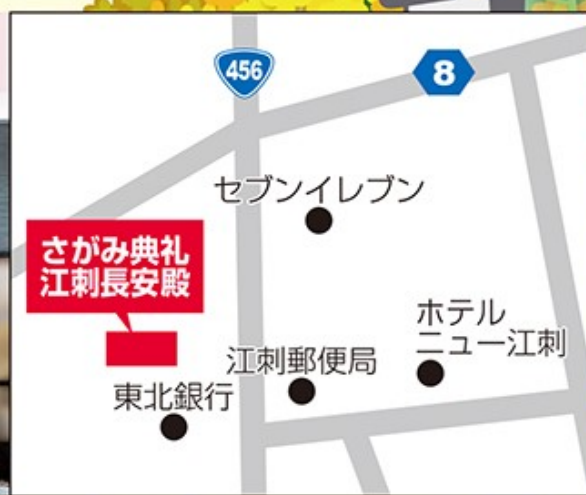 456
8
セブンイレブン
さがみ典礼
江刺長安殿
ホテル
ニュー江刺
江刺郵便局
東北銀行